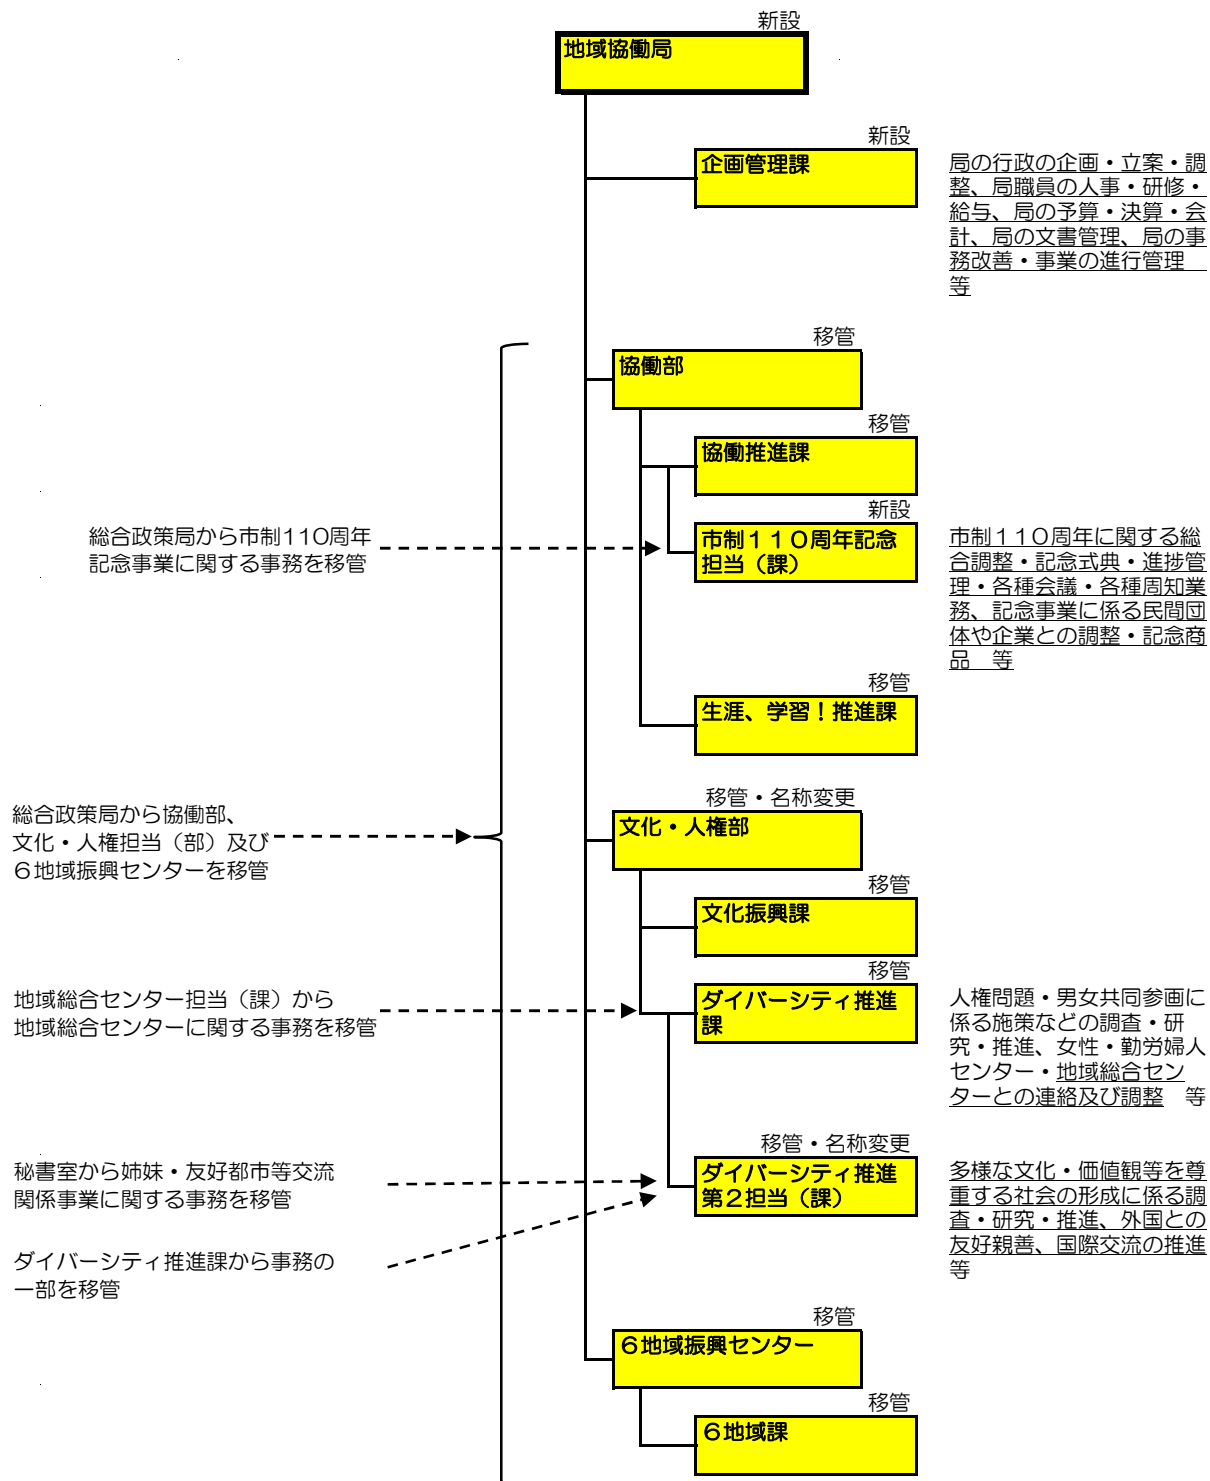 新設
地域協働局
新設
企画管理課
局の行政の企画・立案・調
整、局職員の人事・研修・
給与、局の予算・決算・会
計、局の文書管理、局の事
務改善・事業の進行管理
等
移管
協働部
移管
協働推進課
新設
総合政策局から市制110周年
記念事業に関する事務を移管
市制110周年記念
担当（課）
市制110周年に関する総
合調整・記念式典・進捗管
理・各種会議・各種周知業
務、記念事業に係る民間団
体や企業との調整・記念商
品　等
移管
生涯、学習！推進課
総合政策局から協働部、
文化・人権担当（部）及び
6地域振興センターを移管
移管・名称変更
文化・人権部
移管
文化振興課
移管
地域総合センター担当（課）から
地域総合センターに関する事務を移管
ダイバーシティ推進
課
人権問題・男女共同参画に
係る施策などの調査・研
究・推進、女性・勤労婦人
センター・地域総合セン
ターとの連絡及び調整　等
移管・名称変更
秘書室から姉妹・友好都市等交流
関係事業に関する事務を移管
ダイバーシティ推進課から事務の
一部を移管
ダイバーシティ推進
第2担当（課）
多様な文化・価値観等を尊
重する社会の形成に係る調
査・研究・推進、外国との
友好親善、国際交流の推進
等
移管
6地域振興センター
移管
6地域課